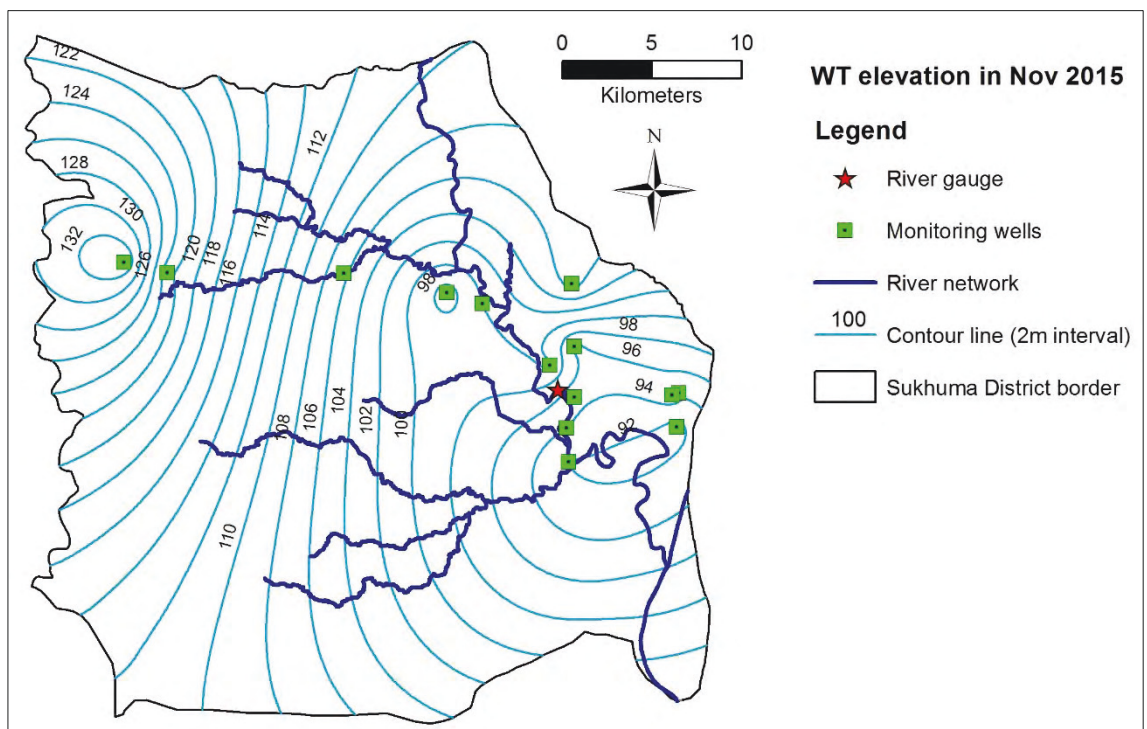 0 5 10
Kilometers
N
WT elevation in Nov 2015
Legend
River gauge
Monitoring wells
River network
100 Contour line (2m interval)
Sukhuma District border
122
124
128
130
132
126
120
118
116
114
112
98
98
96
94
92
108
106
104
102
100
110